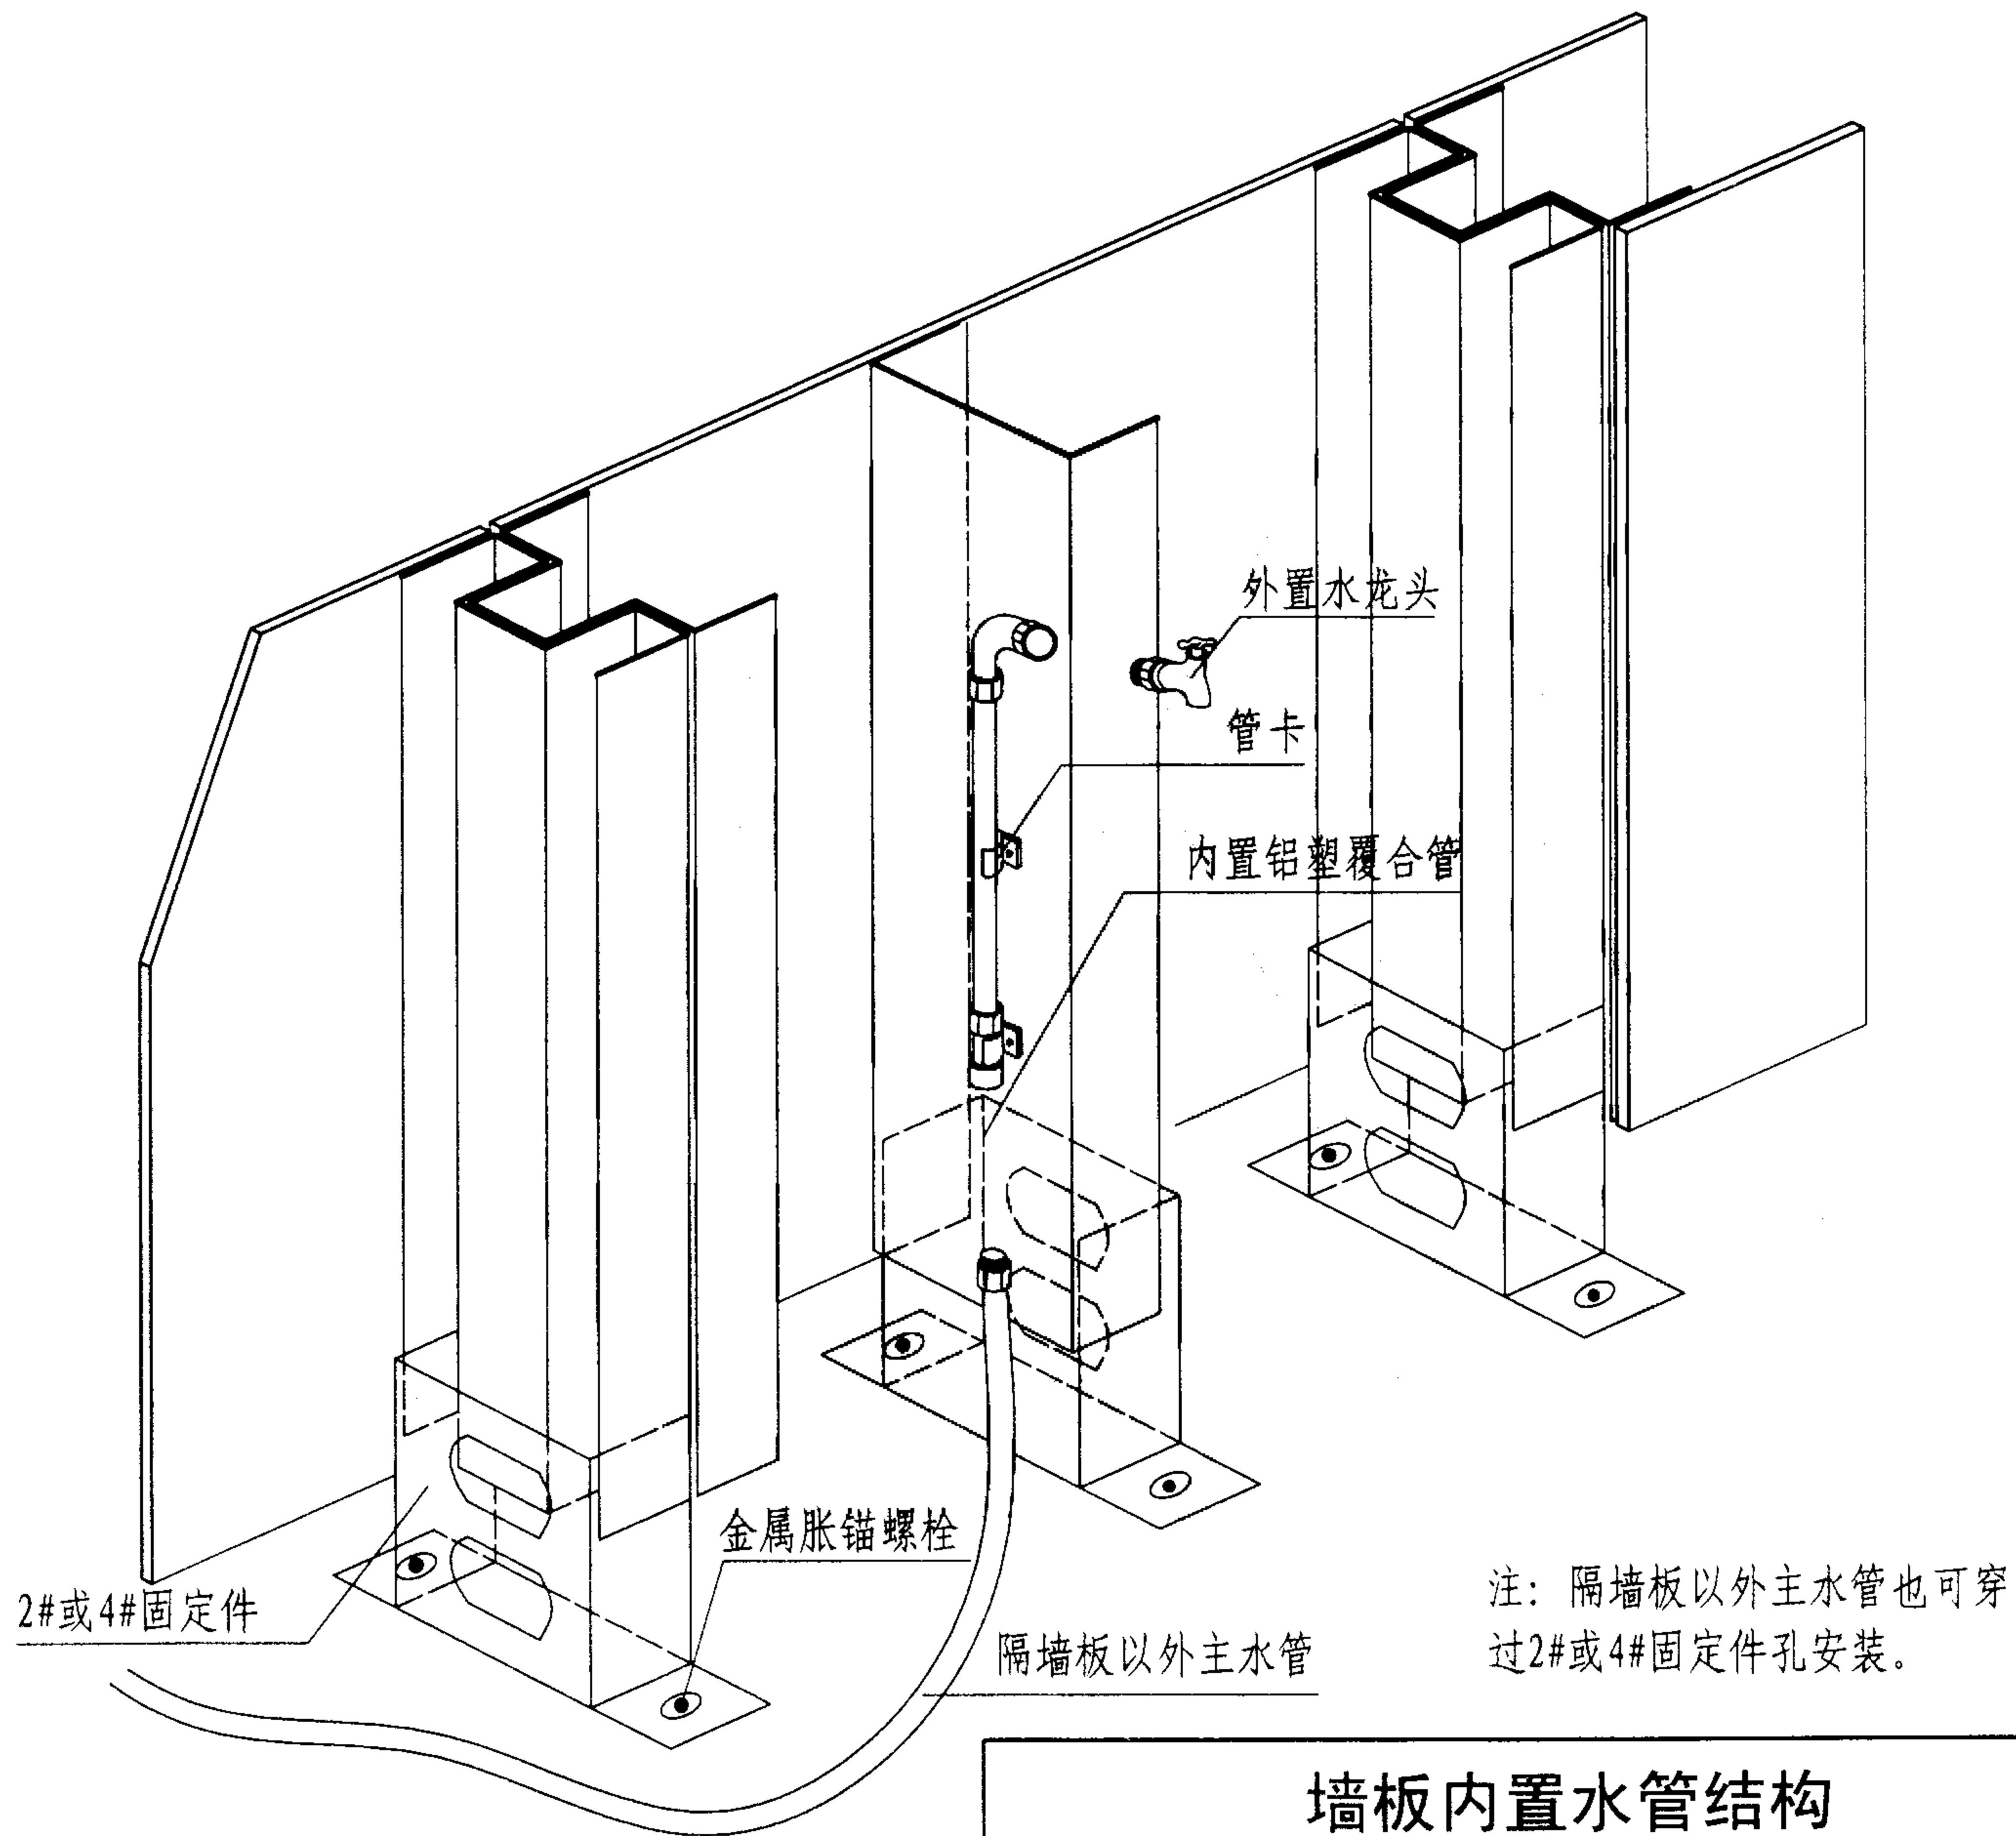 外置水龙头
管卡
内置铝塑覆合管
金属胀锚螺栓
2#或4#固定件
隔墙板以外主水管
注：隔墙板以外主水管也可穿
过2#或4#固定件孔安装。
墙板内置水管结构